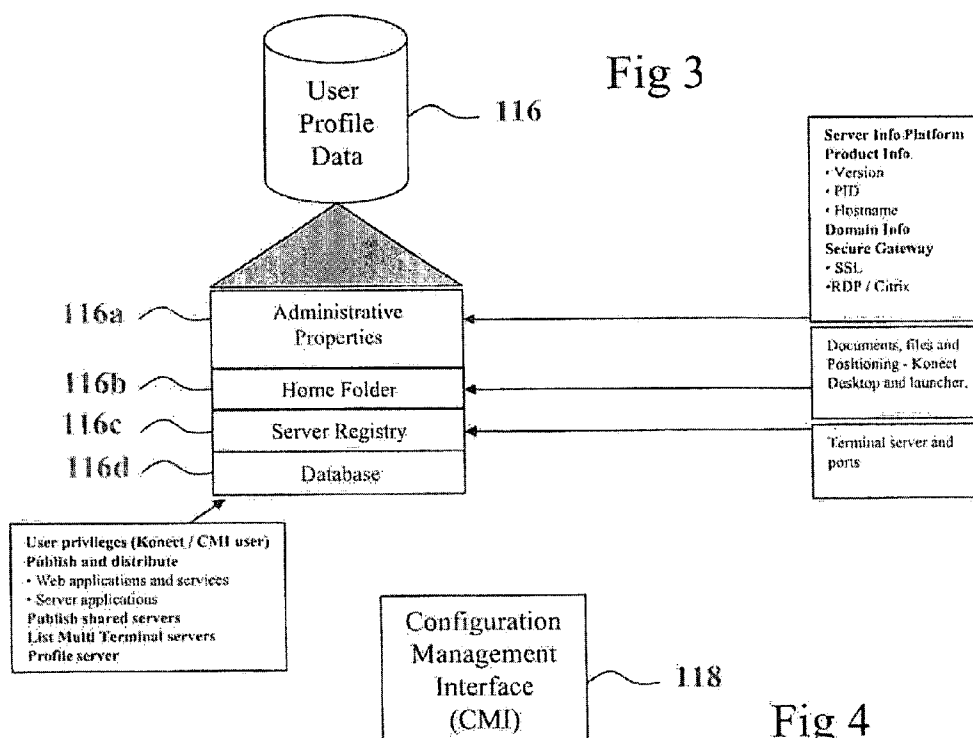 Fig 3
User
Profile
Data
116
Server Info Platform
Product Info.
• Version
• PID
• Hostname
Domain Info
Secure Gateway
• SSL
•RDP / Citrix
116a
Administrative
Properties
116b
Home Folder
Documents, files and
Positioning - Konect
Desktop and launcher.
116c
Server Registry
Terminal server and
ports
116d
Database
User privileges (Konect / CMI user)
Publish and distribute
• Web applications and services
• Server applications
Publish shared servers
List Multi Terminal servers
Profile server
Configuration
Management
Interface
(CMI)
118
Fig 4